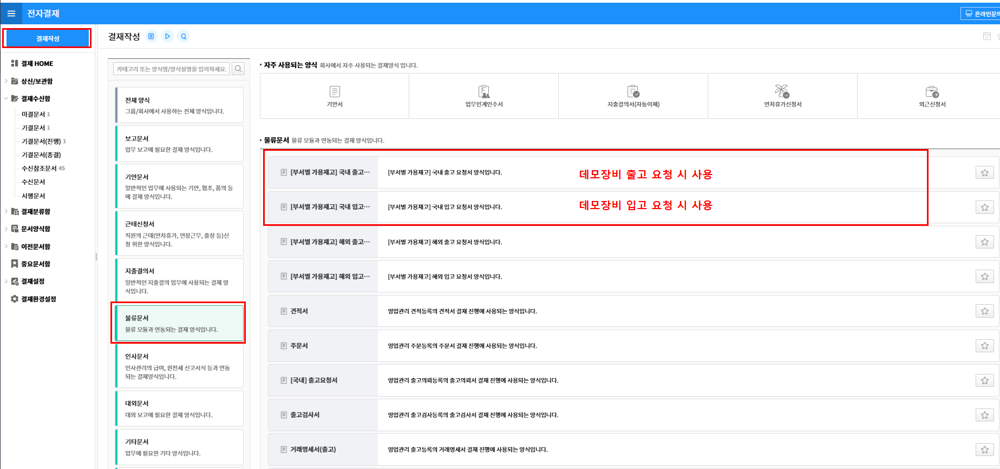 전자결재
온라인문의
결재작성
결재 HOME
상신/보관함
결재수신함
미결문서 1
기결문서 1
기결문서(진행) 1
기결문서(종결)
수신참조문서 45
수신문서
시행문서
결재분류함
문서양식함
이전문서함
중요문서함
결재설정
결재환경설정
결재작성
카테고리 또는 양식명/양식설명을 입력하세요.
전체 양식
그룹/회사에서 사용하는 전체 양식입니다.
보고문서
업무 보고에 필요한 결재 양식입니다.
기안문서
일반적인 업무에 사용되는 기안, 협조, 품의 등
에 결재 양식입니다.
근태신청서
직원의 근태(연차휴가, 연장근무, 출장 등)신
청 위한 양식입니다.
지출결의서
일반적인 지출결의 업무에 사용되는 결재 양
식입니다.
물류문서
물류 모듈과 연동되는 결재 양식입니다.
인사문서
인사관리의 급여, 원천세 신고서식 등과 연동
되는 결재양식입니다.
대외문서
대외 보고에 필요한 결재 양식입니다.
기타문서
업무에 필요한 기타 양식입니다.
자주 사용되는 양식 회사에서 자주 사용되는 결재양식 입니다.
기안서
업무인계인수서
지출결의서(자동이체)
연차휴가신청서
외근신청서
물류문서 물류 모듈과 연동되는 결재 양식입니다.
[부서별 가용재고] 국내 출고… [부서별 가용재고] 국내 출고 요청서 양식입니다. 데모장비 출고 요청 시 사용
[부서별 가용재고] 국내 입고… [부서별 가용재고] 국내 입고 요청서 양식입니다. 데모장비 입고 요청 시 사용
[부서별 가용재고] 해외 출고… [부서별 가용재고] 해외 출고 요청서 양식입니다.
[부서별 가용재고] 해외 입고… [부서별 가용재고] 해외 입고 요청서 양식입니다.
견적서 영업관리 견적등록의 견적서 결재 진행에 사용되는 양식입니다.
주문서 영업관리 주문등록의 주문서 결재 진행에 사용되는 양식입니다.
[국내] 출고요청서 영업관리 출고의뢰등록의 출고의뢰서 결재 진행에 사용되는 양식입니다.
출고검사서 영업관리 출고검사등록의 출고검사서 결재 진행에 사용되는 양식입니다.
거래명세서(출고) 영업관리 출고등록의 거래명세서 결재 진행에 사용되는 양식입니다.